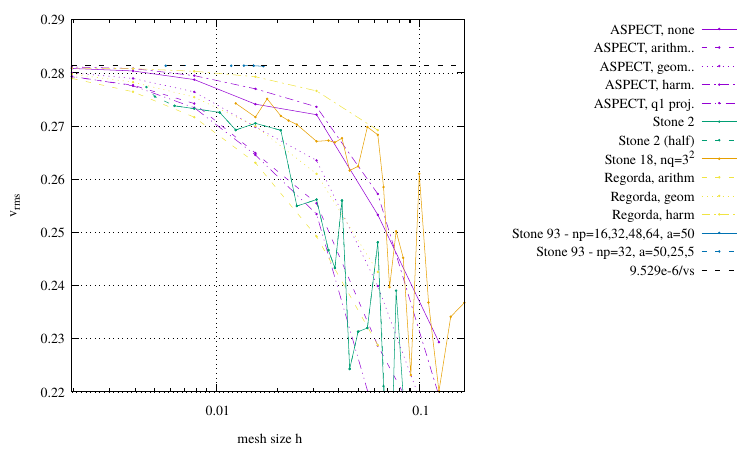 0.29
0.28
0.27
0.26
0.25
0.24
0.23
0.22
v_rms
0.01
0.1
mesh size h
ASPECT, none
ASPECT, arithm..
ASPECT, geom..
ASPECT, harm.
ASPECT, q1 proj.
Stone 2
Stone 2 (half)
Stone 18, nq=3^2
Regorda, arithm
Regorda, geom
Regorda, harm
Stone 93 - np=16,32,48,64, a=50
Stone 93 - np=32, a=50,25,5
9.529e-6/vs